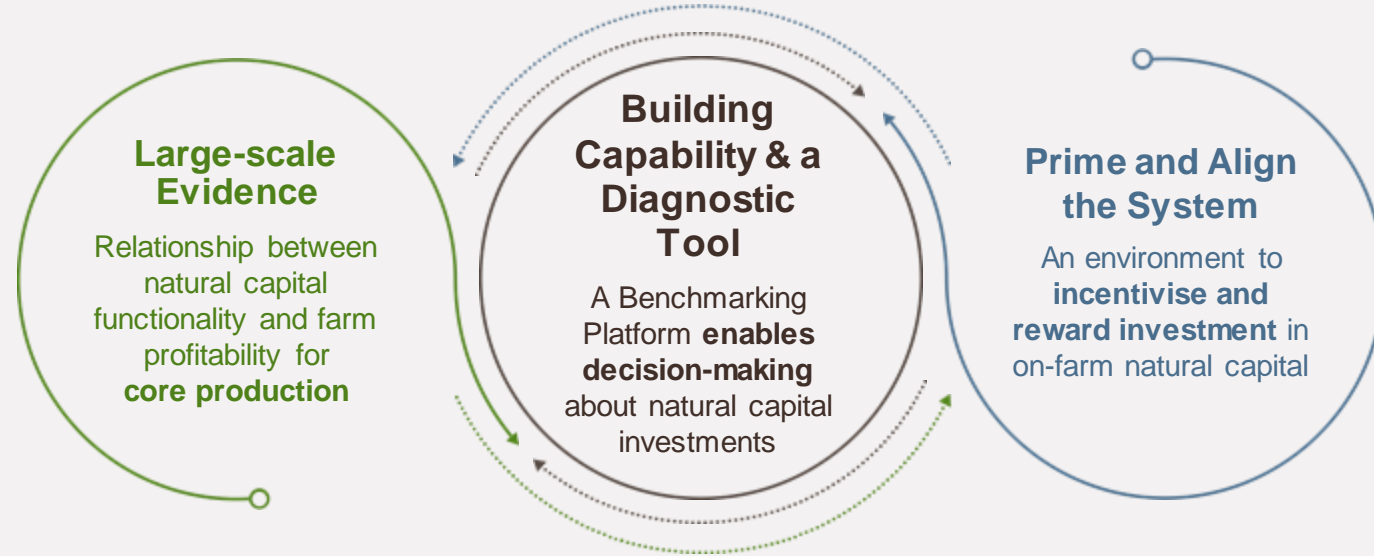 Large-scale
Evidence
Relationship between
natural capital
functionality and farm
profitability for
core production
Building
Capability & a
Diagnostic
Tool
A Benchmarking
Platform enables
decision-making
about natural capital
investments
Prime and Align
the System
An environment to
incentivise and
reward investment in
on-farm natural capital